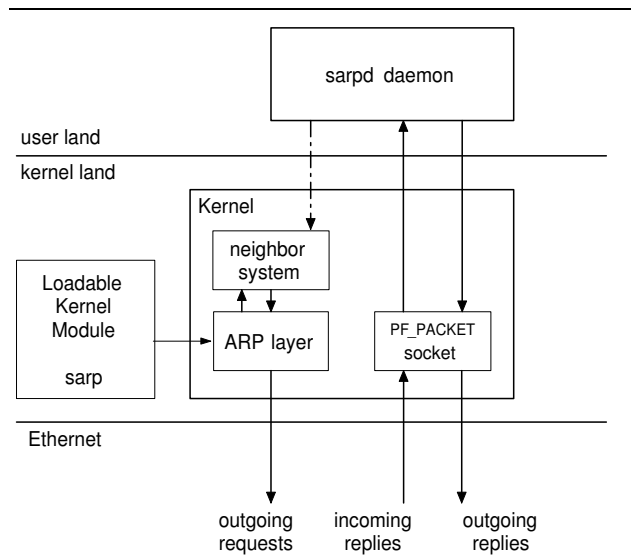 sarpd daemon
user land
kernel land
Kernel
neighbor
system
Loadable
Kernel
Module
sarp
ARP layer
PF_PACKET
socket
Ethernet
outgoing
requests
incoming
replies
outgoing
replies